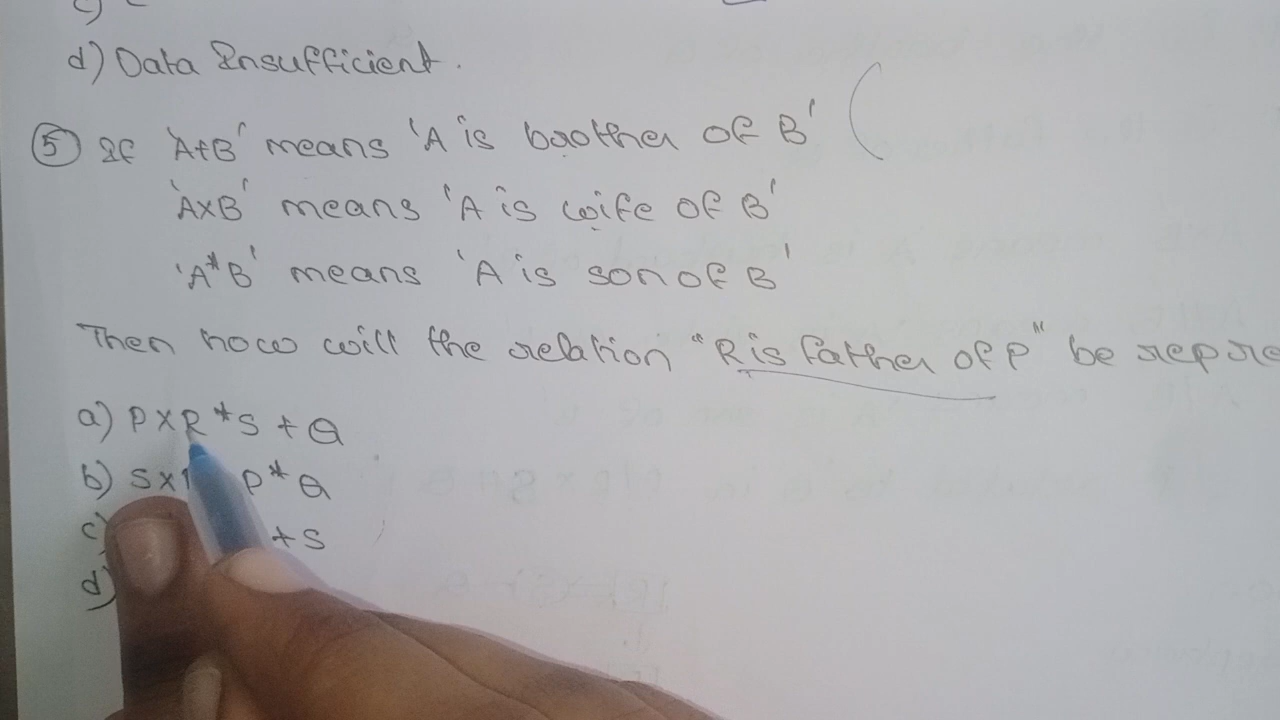 c)
d) Data Insufficient.
5 If 'A+B' means 'A is brother of B' (
'A×B' means 'A is wife of B'
'A*B' means 'A is son of B'
Then how will the relation "R is father of P" be repre
a) P×R*S+Q
b) S× P*Q
c) +S
d)